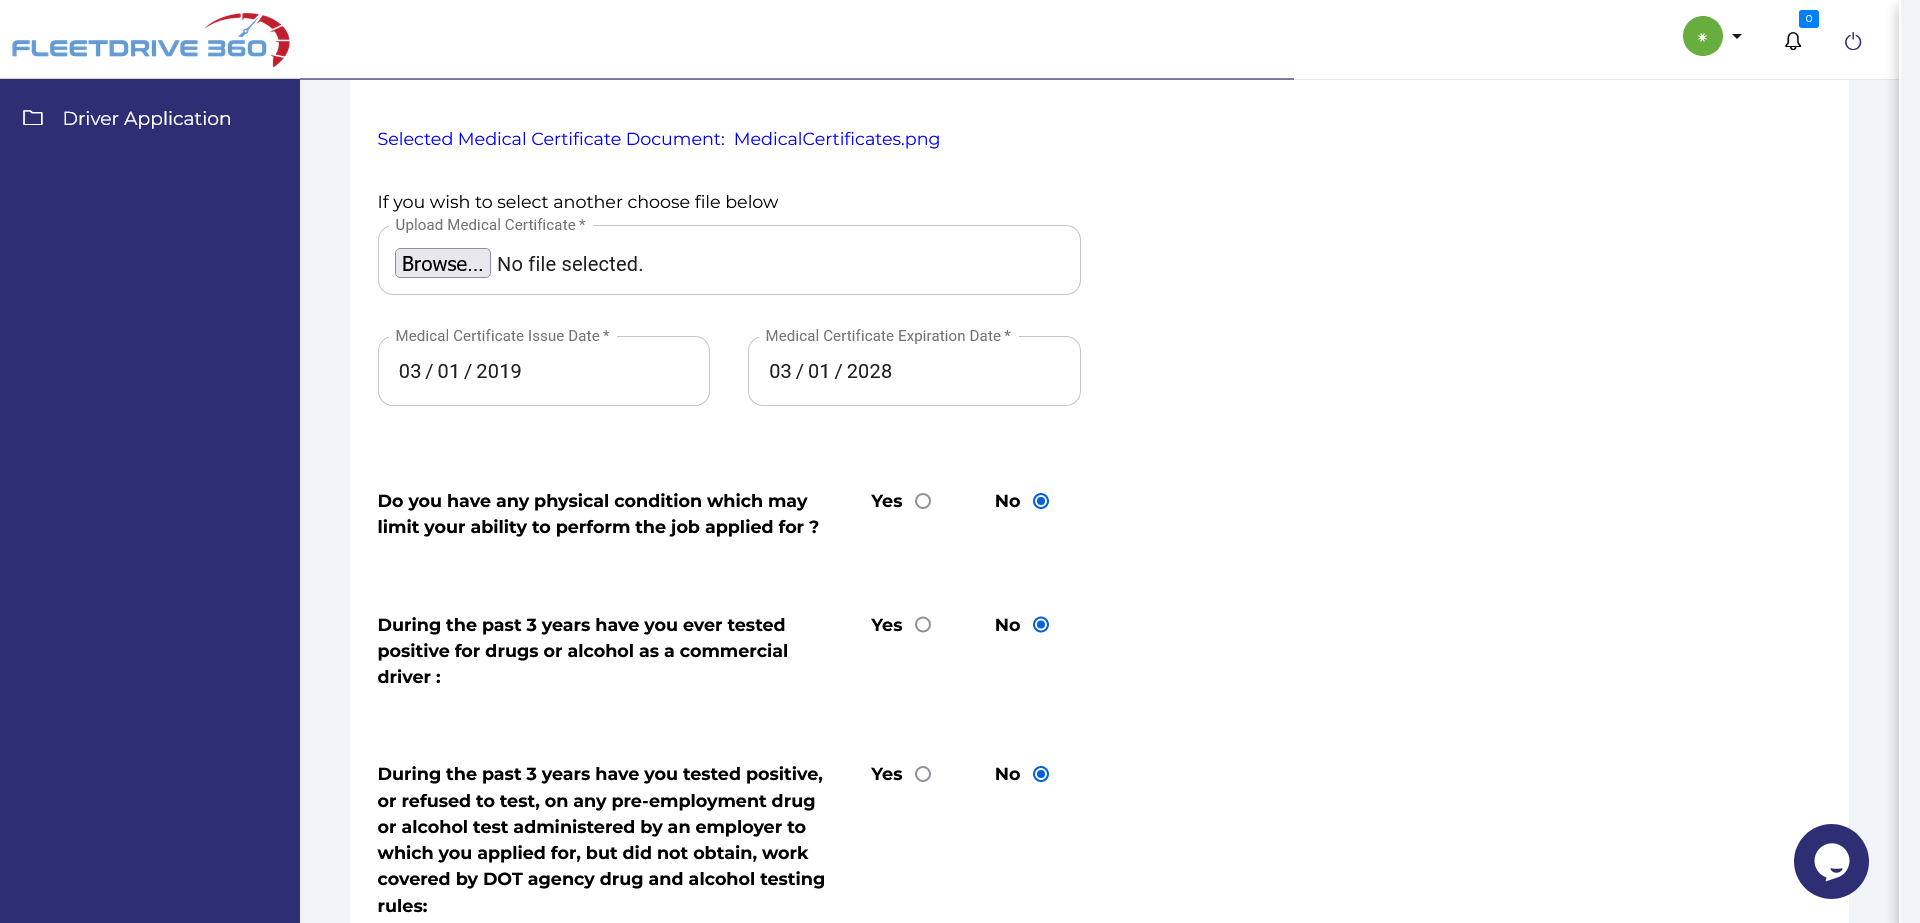 FLEETDRIVE 360
0
Driver Application
Selected Medical Certificate Document: MedicalCertificates.png
If you wish to select another choose file below
Upload Medical Certificate *
Browse... No file selected.
Medical Certificate Issue Date * Medical Certificate Expiration Date *
03 / 01 / 2019 03 / 01 / 2028
Do you have any physical condition which may Yes No
limit your ability to perform the job applied for ?
During the past 3 years have you ever tested Yes No
positive for drugs or alcohol as a commercial
driver :
During the past 3 years have you tested positive, Yes No
or refused to test, on any pre-employment drug
or alcohol test administered by an employer to
which you applied for, but did not obtain, work
covered by DOT agency drug and alcohol testing
rules: